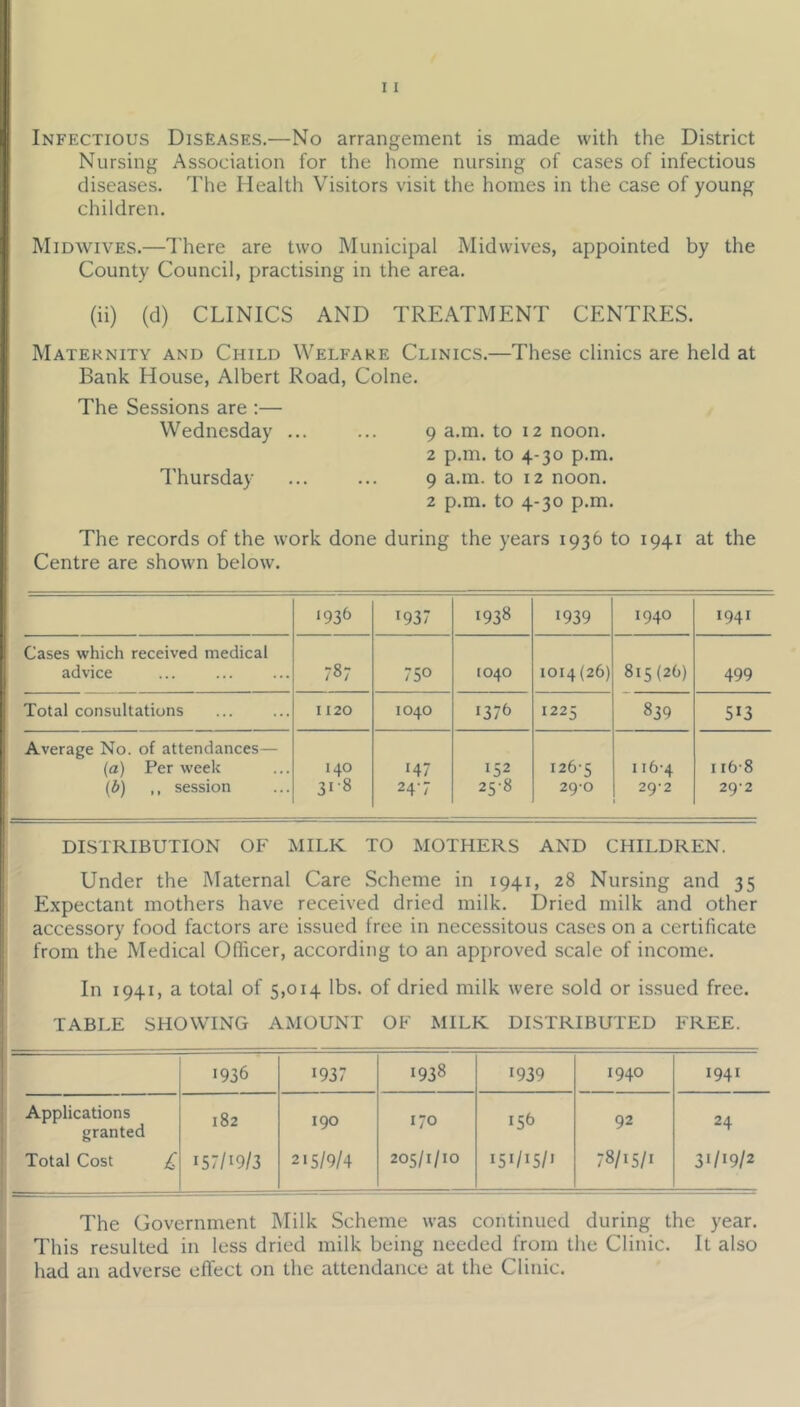 11
INFECTIOUS DISEASES.—No arrangement is made with the District
Nursing Association for the home nursing of cases of infectious
diseases. The Health Visitors visit the homes in the case of young
children.
MIDWIVES.—There are two Municipal Midwives, appointed by the
County Council, practising in the area.
(ii) (d) CLINICS AND TREATMENT CENTRES.
MATERNITY AND CHILD WELFARE CLINICS.—These clinics are held at
Bank House, Albert Road, Colne.
The Sessions are :—
Wednesday ... ... 9 a.m. to 12 noon.
2 p.m. to 4-30 p.m.
Thursday ... ... 9 a.m. to 12 noon.
2 p.m. to 4-30 p.m.
The records of the work done during the years 1936 to 1941 at the
Centre are shown below.
1936 1937 1938 1939 1940 1941
Cases which received medical
advice ... ... ... 787 750 1040 1014 (26) 815 (26) 499
Total consultations ... ... 1120 1040 1376 1225 839 513
Average No. of attendances—
(a) Per week ... 140 147 152 126·5 116·4 116·8
(b) ,, session ... 31·8 24·7 25·8 29·0 29·2 29·2
DISTRIBUTION OF MILK TO MOTHERS AND CHILDREN.
Under the Maternal Care Scheme in 1941, 28 Nursing and 35
Expectant mothers have received dried milk. Dried milk and other
accessory food factors are issued free in necessitous cases on a certificate
from the Medical Officer, according to an approved scale of income.
In 1941, a total of 5,014 lbs. of dried milk were sold or issued free.
TABLE SHOWING AMOUNT OF MILK DISTRIBUTED FREE.
1936 1937 1938 1939 1940 1941
Applications
granted 182 190 170 156 92 24
Total Cost £ 157/19/3 215/9/4 205/1/10 151/15/1 78/15/1 31/19/2
The Government Milk Scheme was continued during the year.
This resulted in less dried milk being needed from the Clinic. It also
had an adverse effect on the attendance at the Clinic.